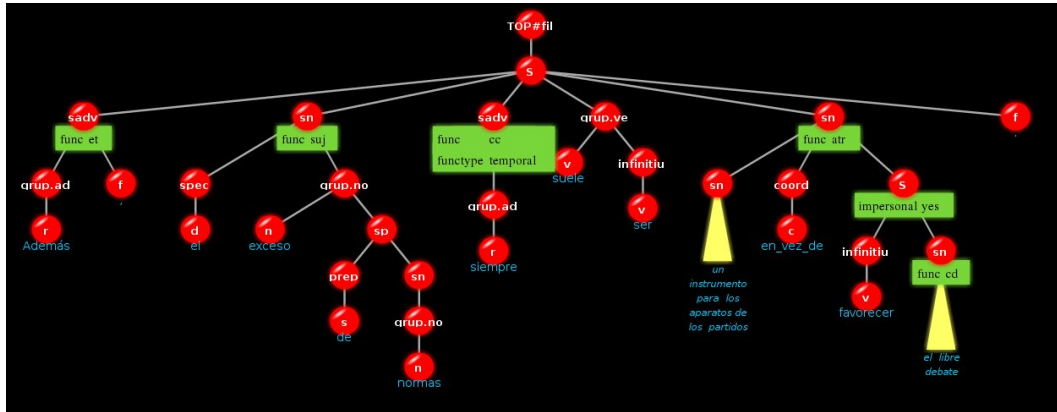 TOP#fil
S
sadv sn sadv grup.ve sn f
func et func suj func cc func atr .
functype temporal
v infinitiu
suele
grup.ad f spec grup.no sn coord S
,
impersonal yes
grup.ad v
ser
r d n sp c
Además el exceso en_vez_de
r infinitiu sn
siempre
prep sn func cd
un
instrumento
para los
aparatos de
los partidos
v
favorecer
s grup.no
de
el libre
debate
n
normas